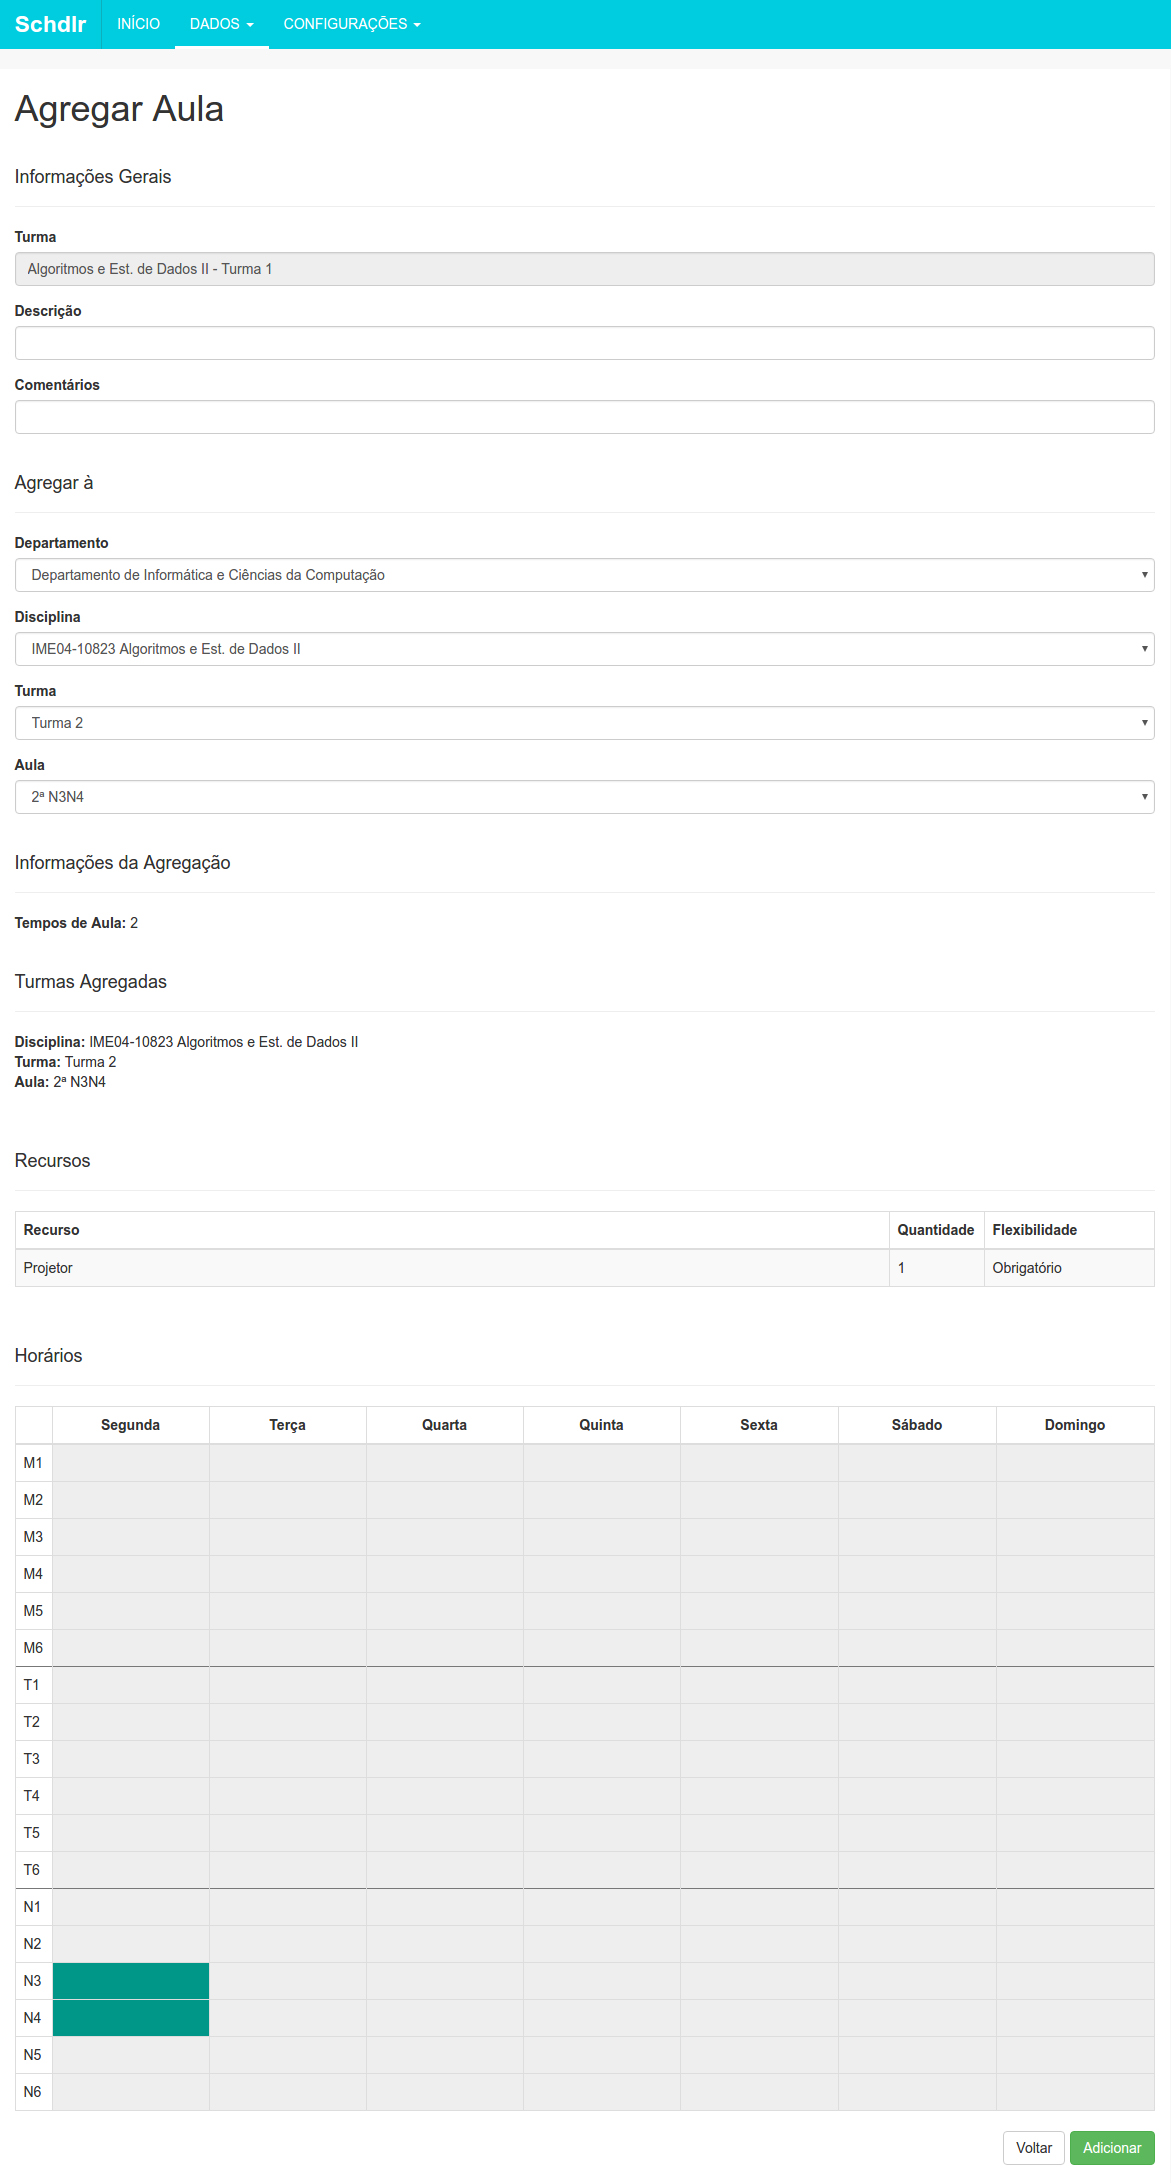 Schdlr INÍCIO DADOS CONFIGURAÇÕES
Agregar Aula
Informações Gerais
Turma
Algoritmos e Est. de Dados II - Turma 1
Descrição
Comentários
Agregar à
Departamento
Departamento de Informática e Ciências da Computação
Disciplina
IME04-10823 Algoritmos e Est. de Dados II
Turma
Turma 2
Aula
2ª N3N4
Informações da Agregação
Tempos de Aula: 2
Turmas Agregadas
Disciplina: IME04-10823 Algoritmos e Est. de Dados II
Turma: Turma 2
Aula: 2ª N3N4
Recursos
Recurso Quantidade Flexibilidade
Projetor 1 Obrigatório
Horários
Segunda Terça Quarta Quinta Sexta Sábado Domingo
M1
M2
M3
M4
M5
M6
T1
T2
T3
T4
T5
T6
N1
N2
N3
N4
N5
N6
Voltar Adicionar